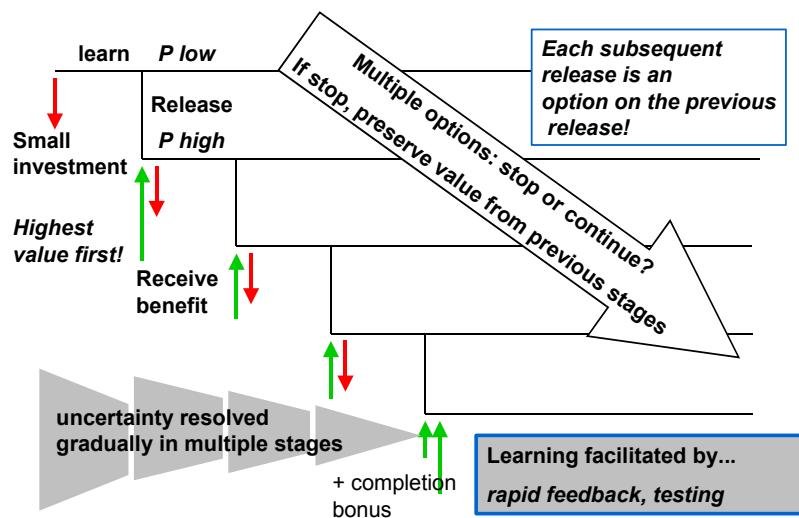 learn P low
Release
P high
Small
investment
Highest
value first!
Receive
benefit
Multiple options: stop or continue?
If stop, preserve value from previous stages
Each subsequent
release is an
option on the previous
release!
uncertainty resolved
gradually in multiple stages
+ completion
bonus
Learning facilitated by...
rapid feedback, testing